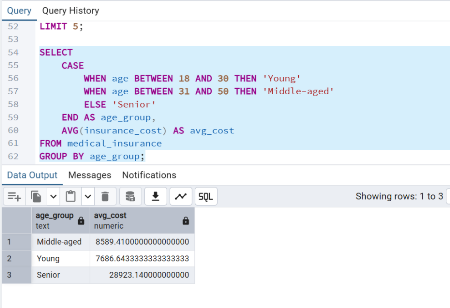 Query Query History
52 LIMIT 5;
53
54 SELECT
55 CASE
56 WHEN age BETWEEN 18 AND 30 THEN 'Young'
57 WHEN age BETWEEN 31 AND 50 THEN 'Middle-aged'
58 ELSE 'Senior'
59 END AS age_group,
60 AVG(insurance_cost) AS avg_cost
61 FROM medical_insurance
62 GROUP BY age_group;
Data Output Messages Notifications
SQL Showing rows: 1 to 3
age_group avg_cost
text numeric
1 Middle-aged 8589.4100000000000000
2 Young 7686.6433333333333333
3 Senior 28923.140000000000